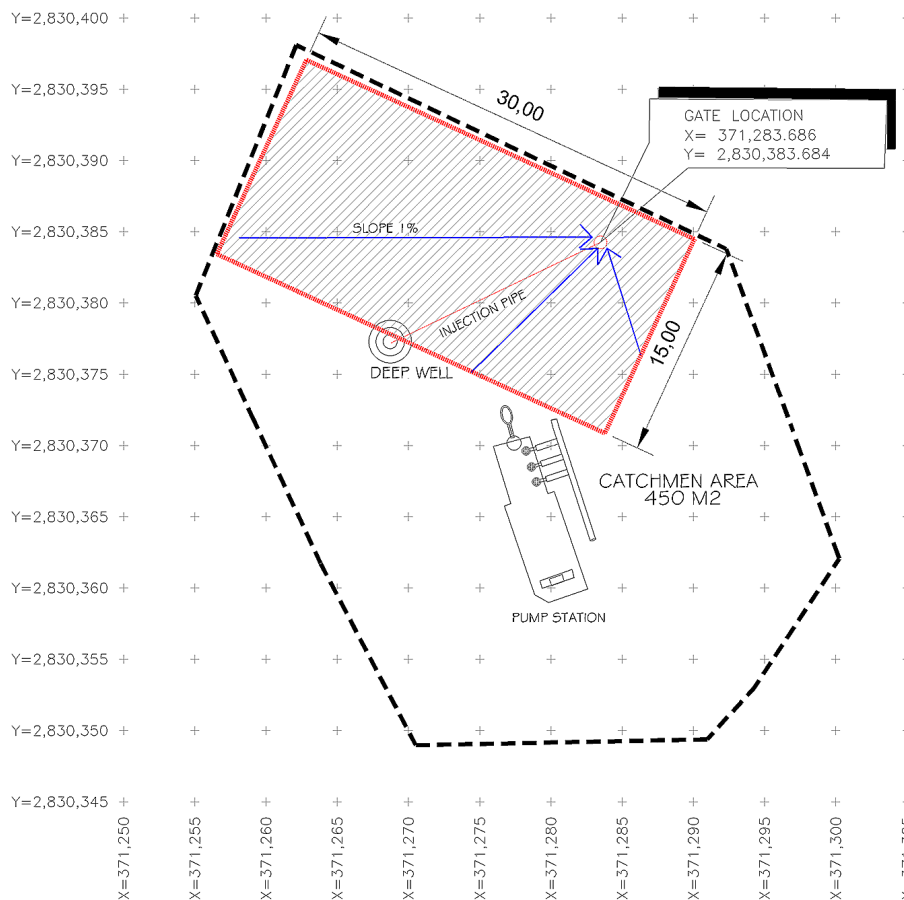 Y=2,830,400
Y=2,830,395
30,00
GATE LOCATION
X= 371,283.686
Y= 2,830,383.684
Y=2,830,390
Y=2,830,385
SLOPE 1%
Y=2,830,380
INJECTION PIPE
15,00
Y=2,830,375
DEEP WELL
Y=2,830,370
CATCHMEN AREA
450 M2
Y=2,830,365
Y=2,830,360
PUMP STATION
Y=2,830,355
Y=2,830,350
Y=2,830,345
X=371,250
X=371,255
X=371,260
X=371,265
X=371,270
X=371,275
X=371,280
X=371,285
X=371,290
X=371,295
X=371,300